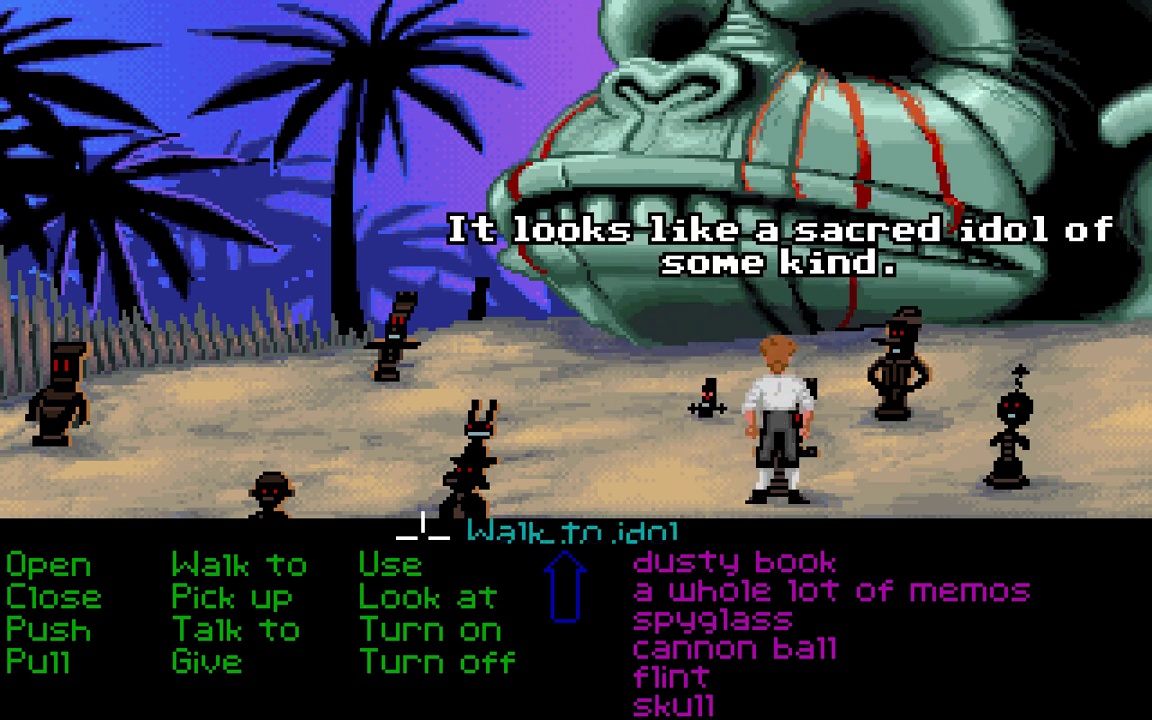 It looks like a sacred idol of
some kind.
Walk to idol
Open Walk to Use
Close Pick up Look at
Push Talk to Turn on
Pull Give Turn off
dusty book
a whole lot of memos
spyglass
cannon ball
flint
skull